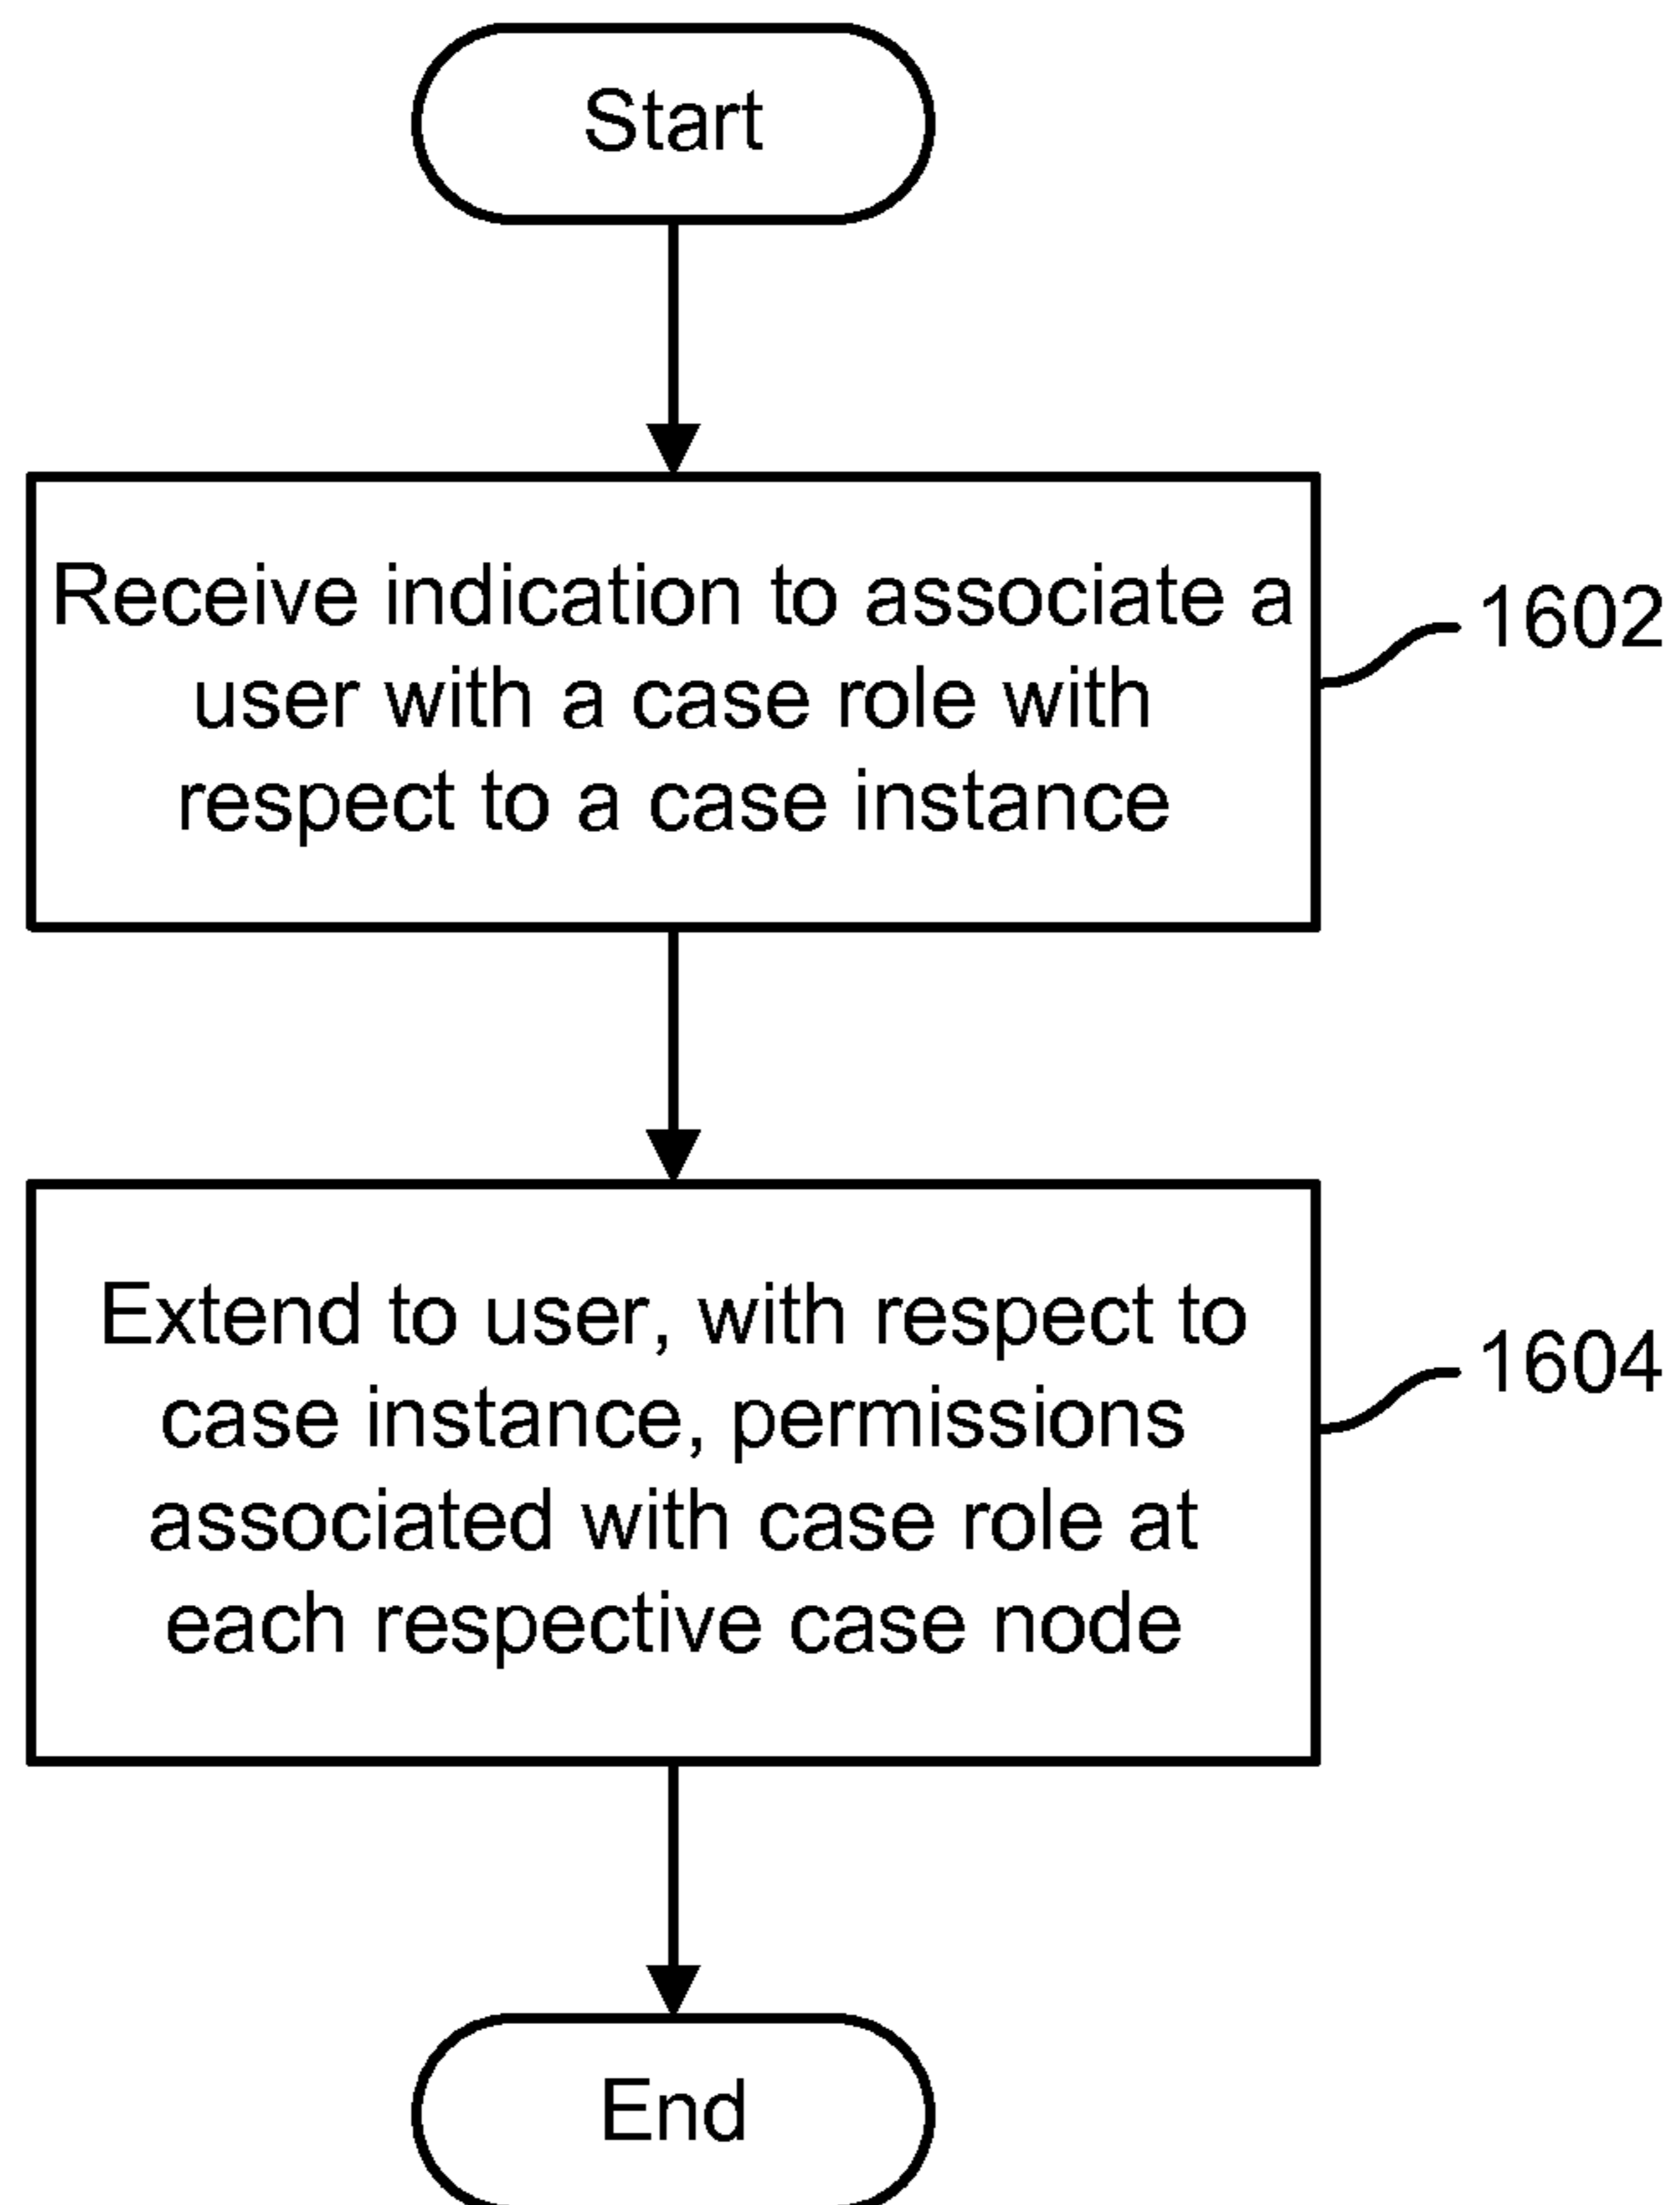 Start
Receive indication to associate a
user with a case role with
respect to a case instance
1602
Extend to user, with respect to
case instance, permissions
associated with case role at
each respective case node
1604
End